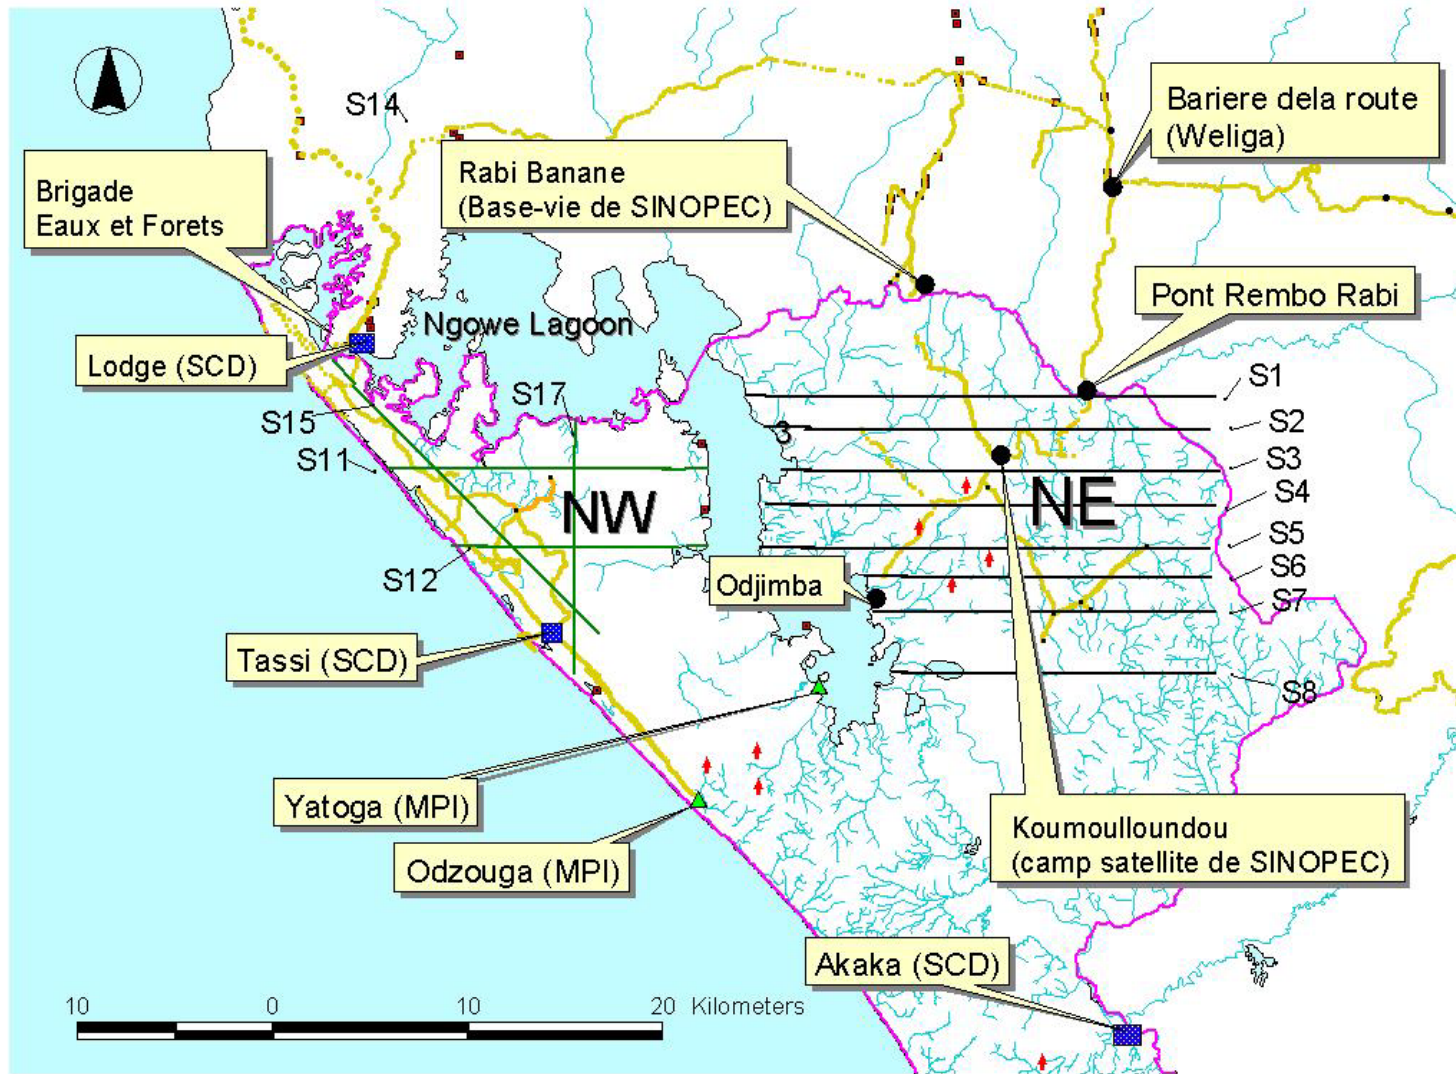 S14
Bariere dela route
(Weliga)
Brigade
Eaux et Forets
Rabi Banane
(Base-vie de SINOPEC)
Pont Rembo Rabi
Ngowe Lagoon
Lodge (SCD)
S1
S17
S15
S2
3
S11
S3
NW
NE
S4
S5
S12
Odjimba
S6
S7
Tassi (SCD)
S8
Yatoga (MPI)
Koumoulloundou
(camp satellite de SINOPEC)
Odzouga (MPI)
Akaka (SCD)
10 0 10 20 Kilometers